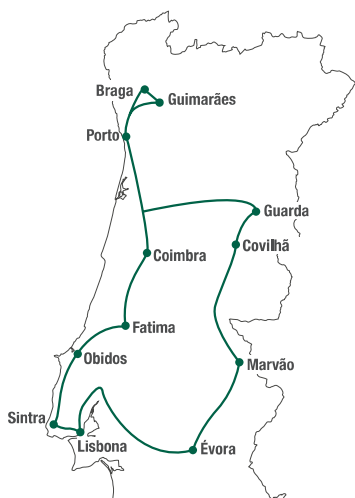 Braga
Guimarães
Porto
Guarda
Covilhã
Coimbra
Fatima
Obidos
Marvão
Sintra
Lisbona
Évora